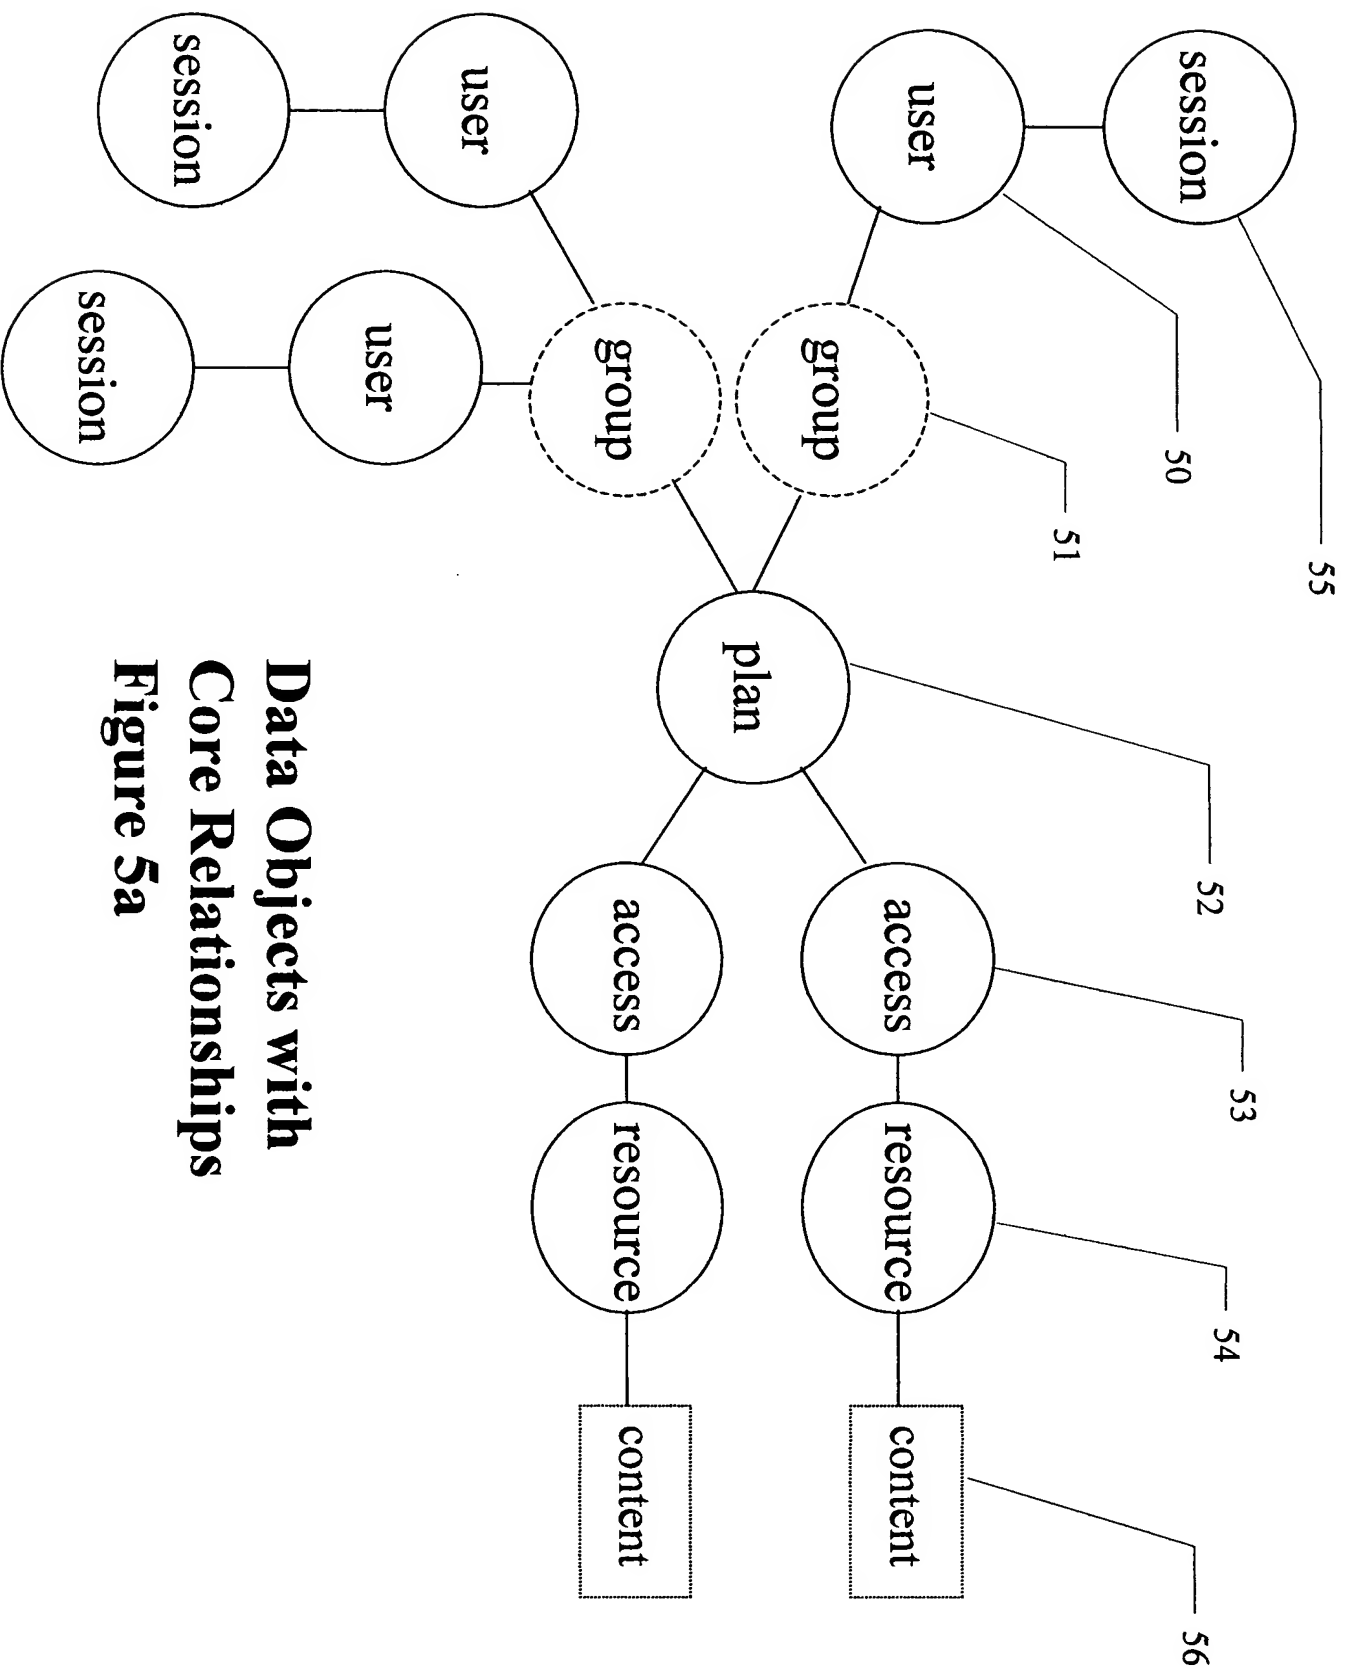 55
52
53
54
56
session
50
51
user
access
resource
content
group
plan
group
access
resource
content
user
user
session
session
Data Objects with
Core Relationships
Figure 5a